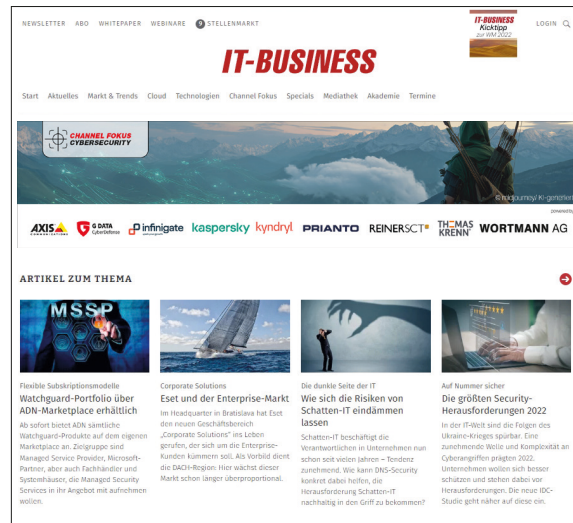 NEWSLETTER ABO WHITEPAPER WEBINARE 9 STELLENMARKT
IT-BUSINESS
Kicktipp
zur WM 2022
LOGIN
IT-BUSINESS
Start Aktuelles Markt & Trends Cloud Technologien Channel Fokus Specials Mediathek Akademie Termine
CHANNEL FOKUS
CYBERSECURITY
© midjourney/ KI-generiert
powered by
AXIS
COMMUNICATIONS
G DATA
CyberDefense
infinigate
kaspersky
kyndryl
PRIANTO
REINERSCT
THOMAS
KRENN
WORTMANN AG
ARTIKEL ZUM THEMA
MSSP
Flexible Subskriptionsmodelle
Watchguard-Portfolio über
ADN-Marketplace erhältlich
Ab sofort bietet ADN sämtliche
Watchguard-Produkte auf dem eigenen
Marketplace an. Zielgruppe sind
Managed Service Provider, Microsoft-
Partner, aber auch Fachhändler und
Systemhäuser, die Managed Security
Services in ihr Angebot mit aufnehmen
wollen.
Corporate Solutions
Eset und der Enterprise-Markt
Im Headquarter in Bratislava hat Eset
den neuen Geschäftsbereich
„Corporate Solutions“ ins Leben
gerufen, der sich um die Enterprise-
Kunden kümmern soll. Als Vorbild dient
die DACH-Region: Hier wächst dieser
Markt schon länger überproportional.
Die dunkle Seite der IT
Wie sich die Risiken von
Schatten-IT eindämmen
lassen
Schatten-IT beschäftigt die
Verantwortlichen in Unternehmen nun
schon seit vielen Jahren – Tendenz
zunehmend. Wie kann DNS-Security
konkret dabei helfen, die
Herausforderung Schatten-IT
nachhaltig in den Griff zu bekommen?
Auf Nummer sicher
Die größten Security-
Herausforderungen 2022
In der IT-Welt sind die Folgen des
Ukraine-Krieges spürbar. Eine
zunehmende Welle und Komplexität an
Cyberangriffen prägten 2022.
Unternehmen wollen sich besser
schützen und stehen dabei vor
Herausforderungen. Die neue IDC-
Studie geht näher auf diese ein.